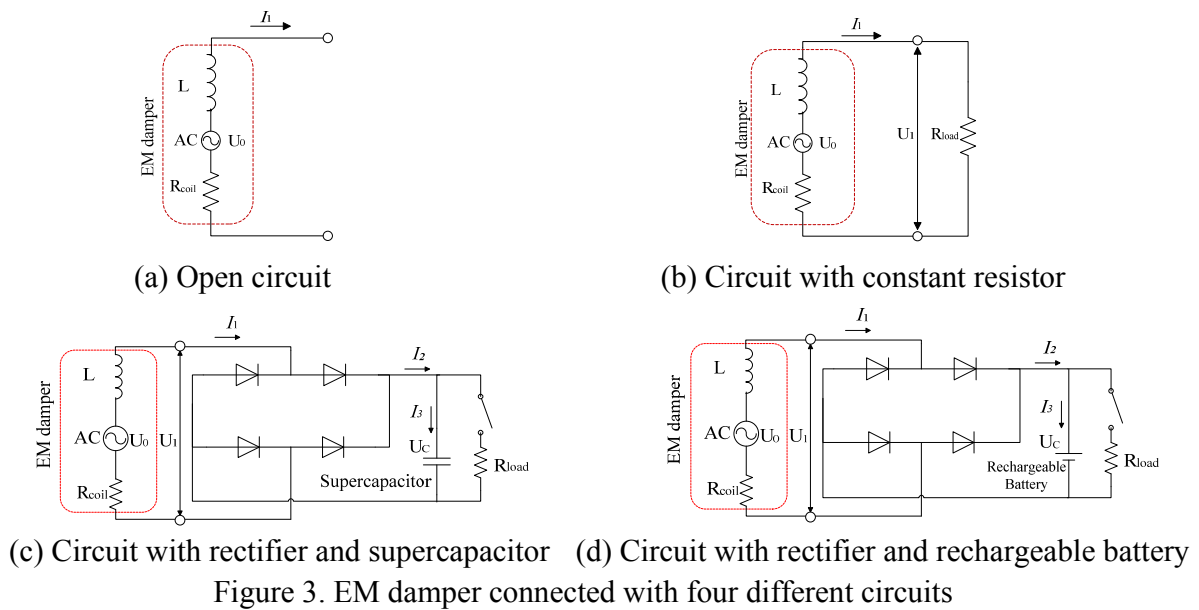 I1
EM damper
L
AC U0
Rcoil
(a) Open circuit
I1
EM damper
L
AC U0
Rcoil
U1
Rload
(b) Circuit with constant resistor
I1
EM damper
L
AC U0 U1
Rcoil
I2
I3
UC
Supercapacitor
Rload
(c) Circuit with rectifier and supercapacitor
I1
EM damper
L
AC U0 U1
Rcoil
I2
I3
UC
Rechargeable
Battery
Rload
(d) Circuit with rectifier and rechargeable battery
Figure 3. EM damper connected with four different circuits